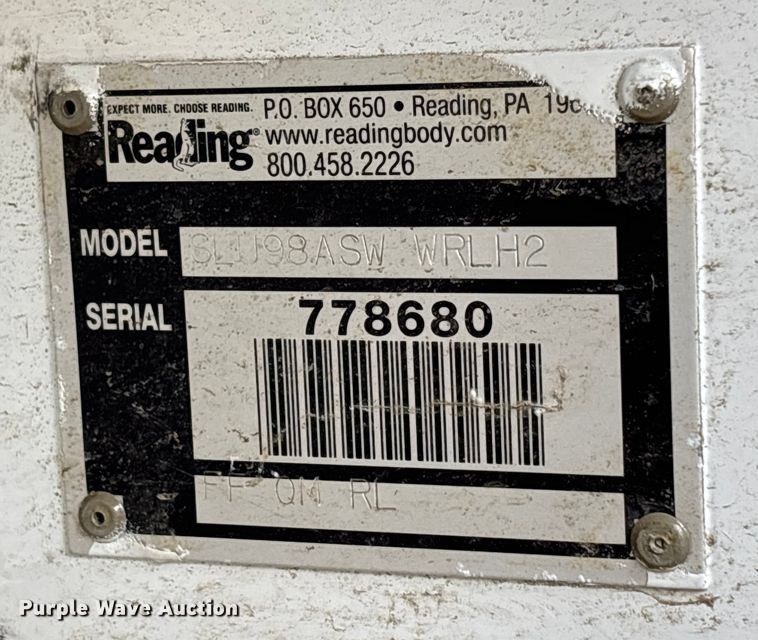 EXPECT MORE. CHOOSE READING.
Reading®
P.O. BOX 650 • Reading, PA
www.readingbody.com
800.458.2226
MODEL SLU98ASW WRLH2
SERIAL 778680
FF QM RL
Purple Wave Auction